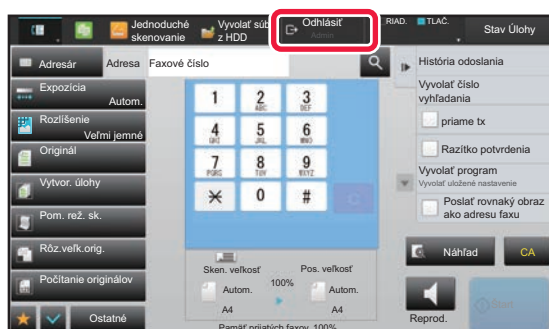 Jednoduché
skenovanie
Vyvolať súb
z HDD
Odhlásiť
Admin
RIAD.
TLAČ.
Stav Úlohy
Adresár
Adresa
Faxové číslo
Expozícia
Autom.
Rozlíšenie
Veľmi jemné
Originál
Vytvor. úlohy
Pom. rež. sk.
Rôz.veľk.orig.
Počítanie originálov
Ostatné
1
2
ABC
3
DEF
4
GHI
5
JKL
6
MNO
7
PQRS
8
TUV
9
WXYZ
0
#
Sken. veľkosť
Pos. veľkosť
100%
Autom.
Autom.
A4
A4
Pamäť prijatých faxov 100%
História odoslania
Vyvolať číslo
vyhľadania
priame tx
Razítko potvrdenia
Vyvolať program
Vyvolať uložené nastavenie
Poslať rovnaký obraz
ako adresu faxu
Náhľad
CA
Reprod.
Štart